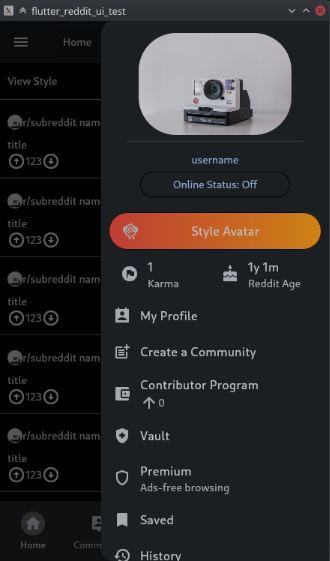 flutter_reddit_ui_test
Home
View Style
r/subreddit nam
title
123
r/subreddit nam
title
123
r/subreddit nam
title
123
r/subreddit nam
title
123
r/subreddit nam
title
123
Home
Comm
username
Online Status: Off
Style Avatar
1
Karma
1y 1m
Reddit Age
My Profile
Create a Community
Contributor Program
0
Vault
Premium
Ads-free browsing
Saved
History